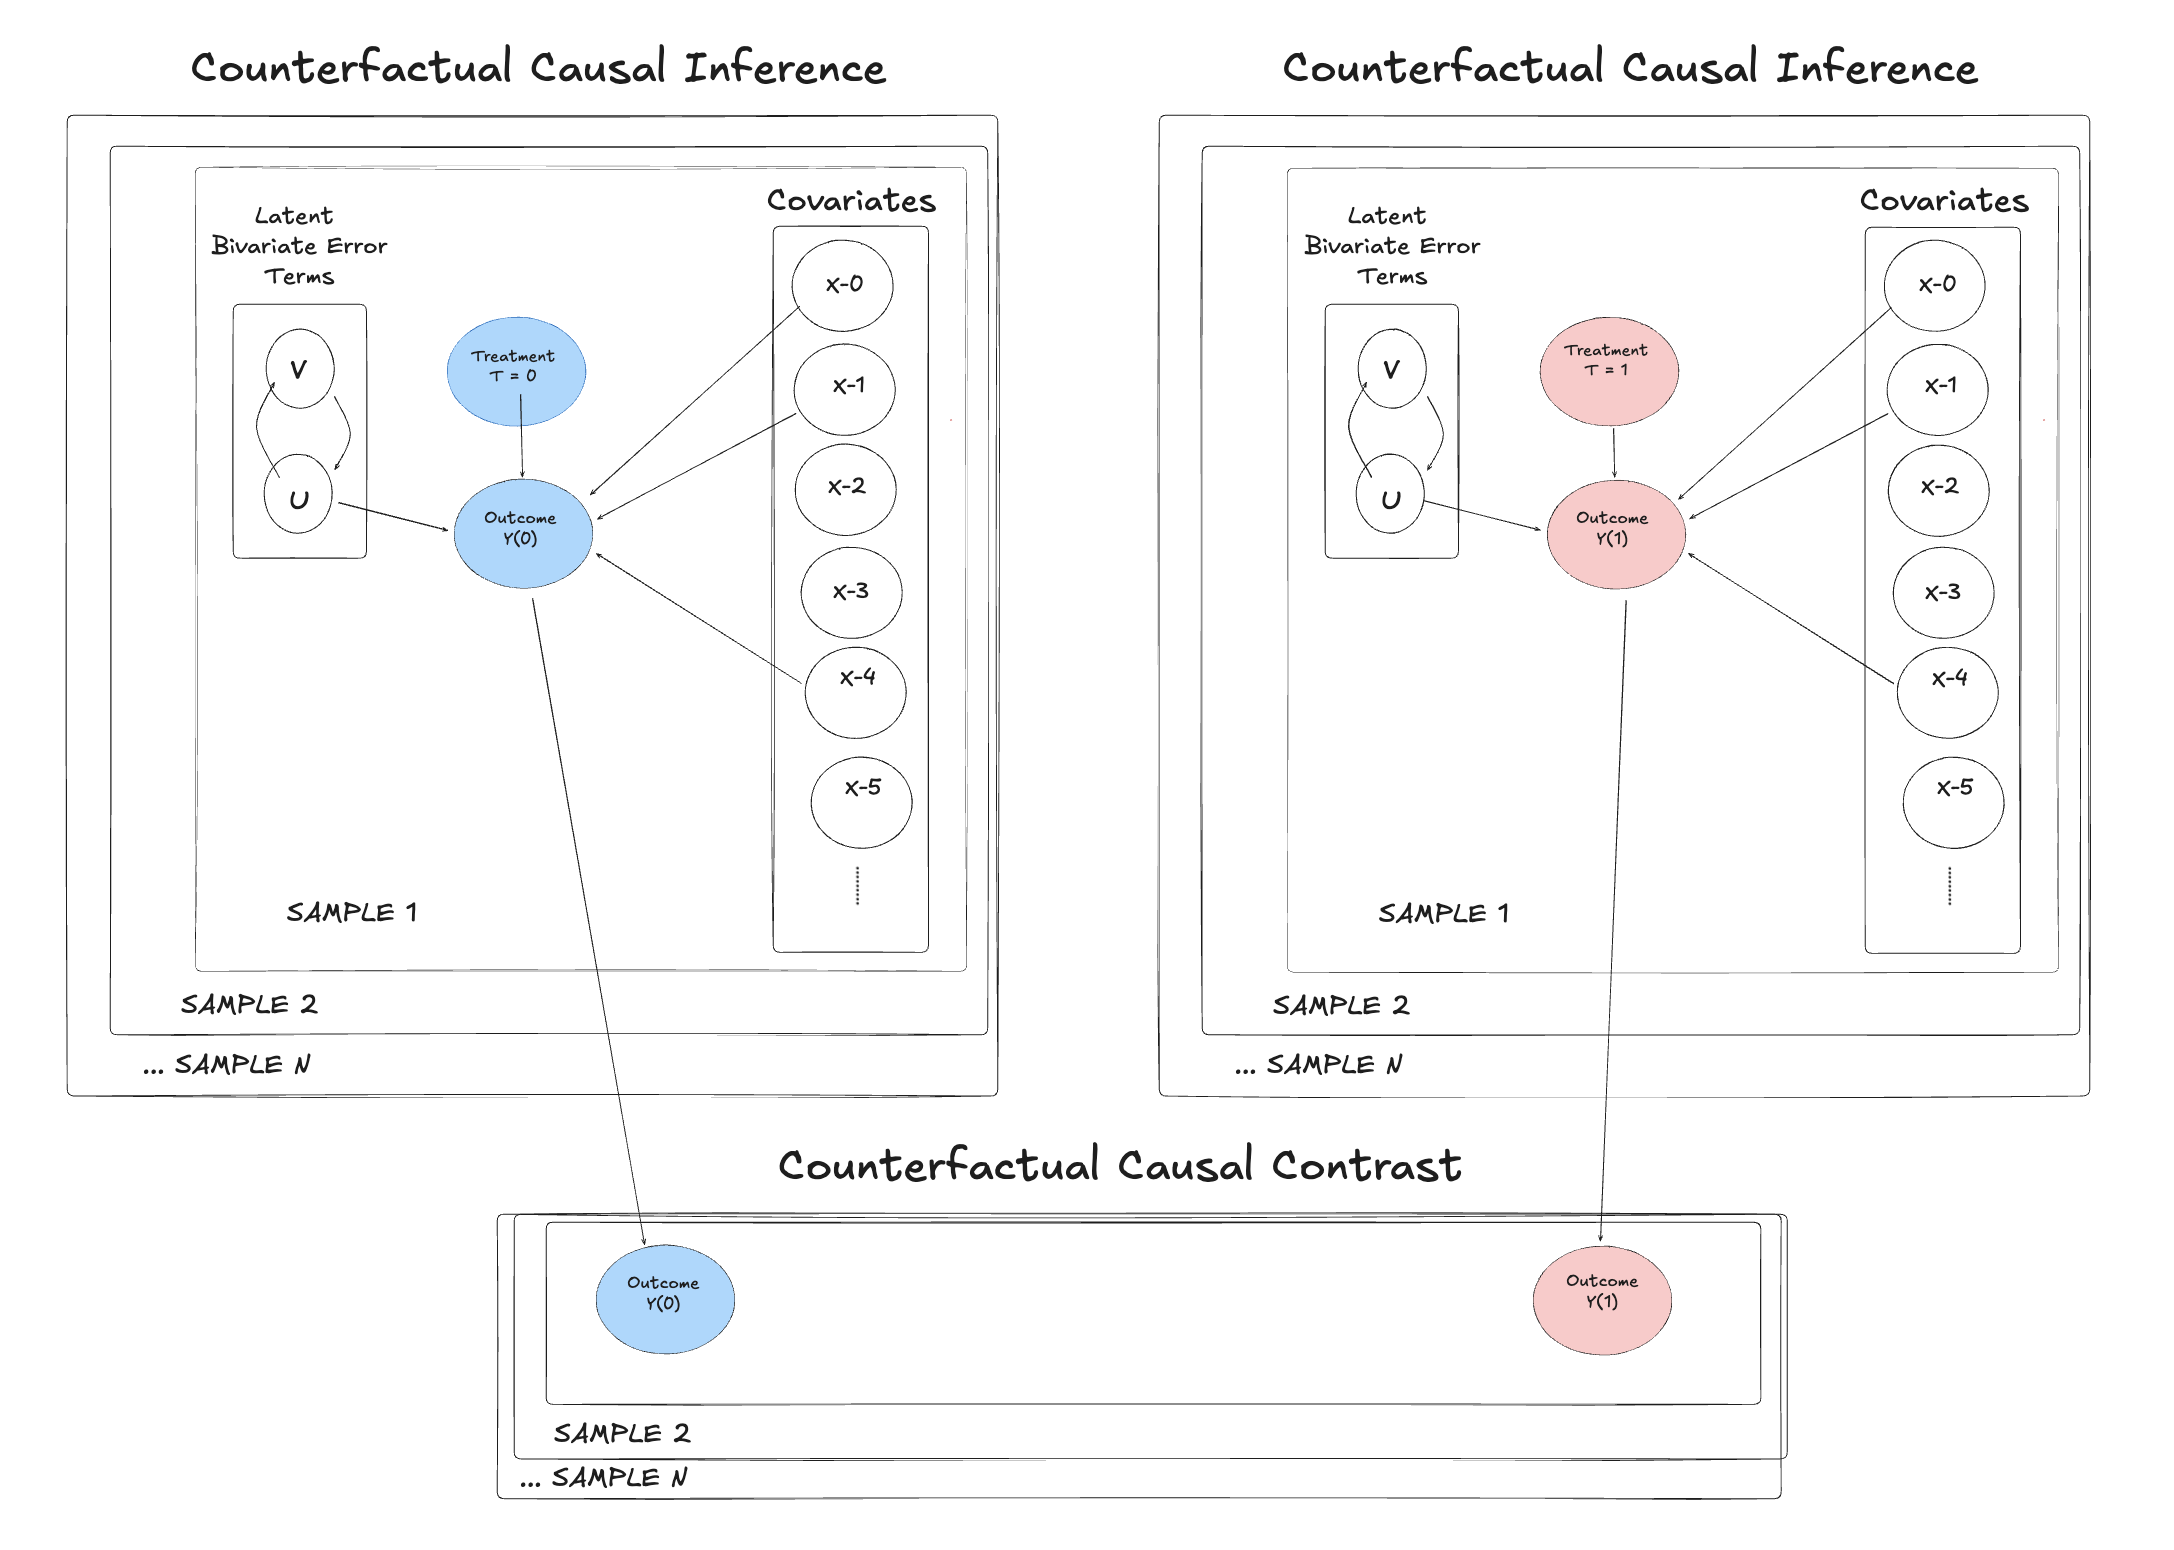 Counterfactual Causal Inference
Latent
Bivariate Error
Terms
V
U
Treatment
T = 0
Outcome
Y(0)
Covariates
X-0
X-1
X-2
X-3
X-4
X-5
SAMPLE 1
SAMPLE 2
... SAMPLE N
Counterfactual Causal Inference
Latent
Bivariate Error
Terms
V
U
Treatment
T = 1
Outcome
Y(1)
Covariates
X-0
X-1
X-2
X-3
X-4
X-5
SAMPLE 1
SAMPLE 2
... SAMPLE N
Counterfactual Causal Contrast
Outcome
Y(0)
Outcome
Y(1)
SAMPLE 2
... SAMPLE N